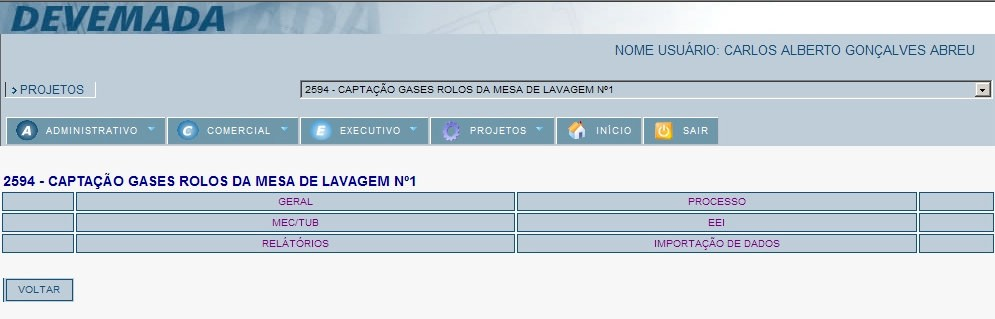 DEVEMADA
NOME USUÁRIO: CARLOS ALBERTO GONÇALVES ABREU
> PROJETOS
2594 - CAPTAÇÃO GASES ROLOS DA MESA DE LAVAGEM Nº1
A ADMINISTRATIVO C COMERCIAL E EXECUTIVO PROJETOS INÍCIO SAIR
2594 - CAPTAÇÃO GASES ROLOS DA MESA DE LAVAGEM Nº1
GERAL PROCESSO
MEC/TUB EEI
RELATÓRIOS IMPORTAÇÃO DE DADOS
VOLTAR